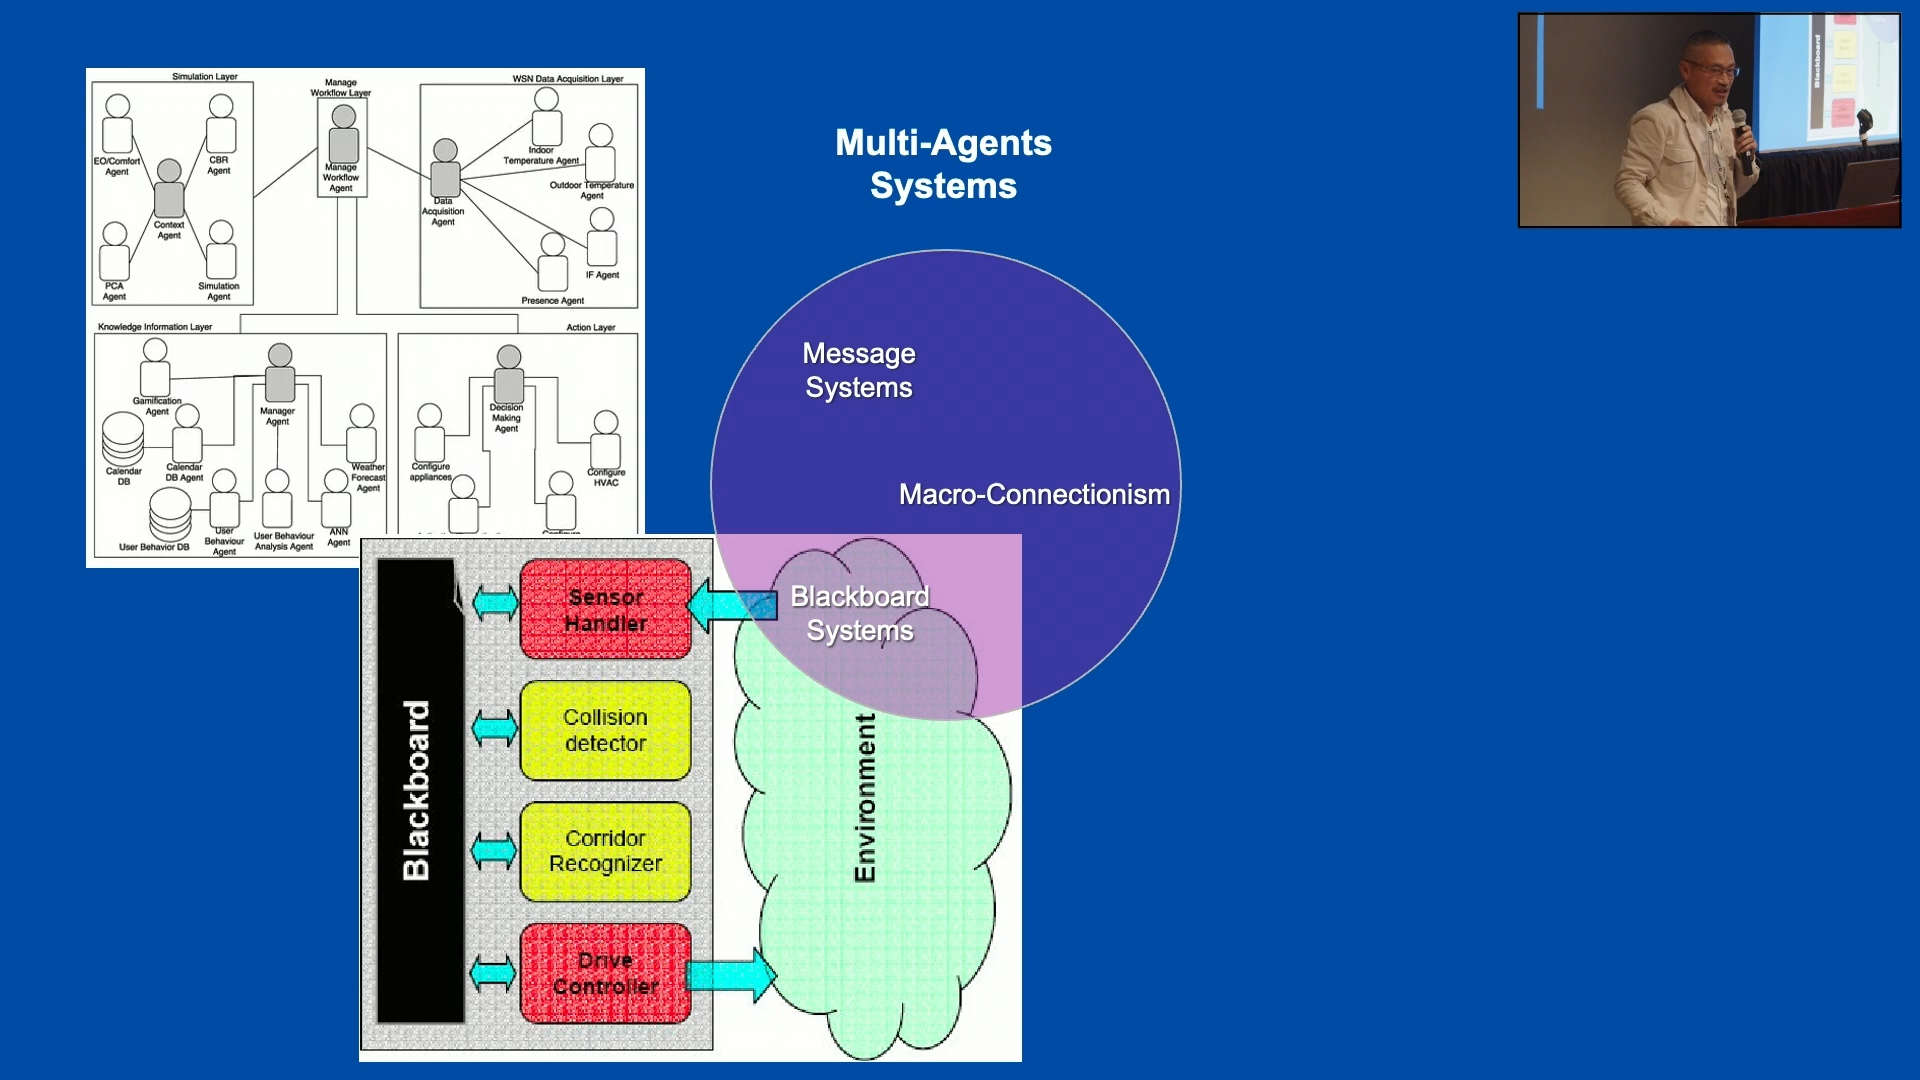 Simulation Layer
Manage
Workflow Layer
WSN Data Acquisition Layer
EO/Comfort
Agent
CBR
Agent
Context
Agent
PCA
Agent
Simulation
Agent
Manage
Workflow
Agent
Data
Acquisition
Agent
Indoor
Temperature Agent
Outdoor Temperature
Agent
IF Agent
Presence Agent
Knowledge Information Layer
Action Layer
Gamification
Agent
Manager
Agent
Calendar
DB
Calendar
DB Agent
Weather
Forecast
Agent
User Behavior DB
User
Behaviour
Agent
User Behaviour
Analysis Agent
ANN
Agent
Decision
Making
Agent
Configure
appliances
Configure
HVAC
Multi-Agents
Systems
Message
Systems
Macro-Connectionism
Blackboard
Systems
Blackboard
Sensor
Handler
Collision
detector
Corridor
Recognizer
Drive
Controller
Environment
Blackboard